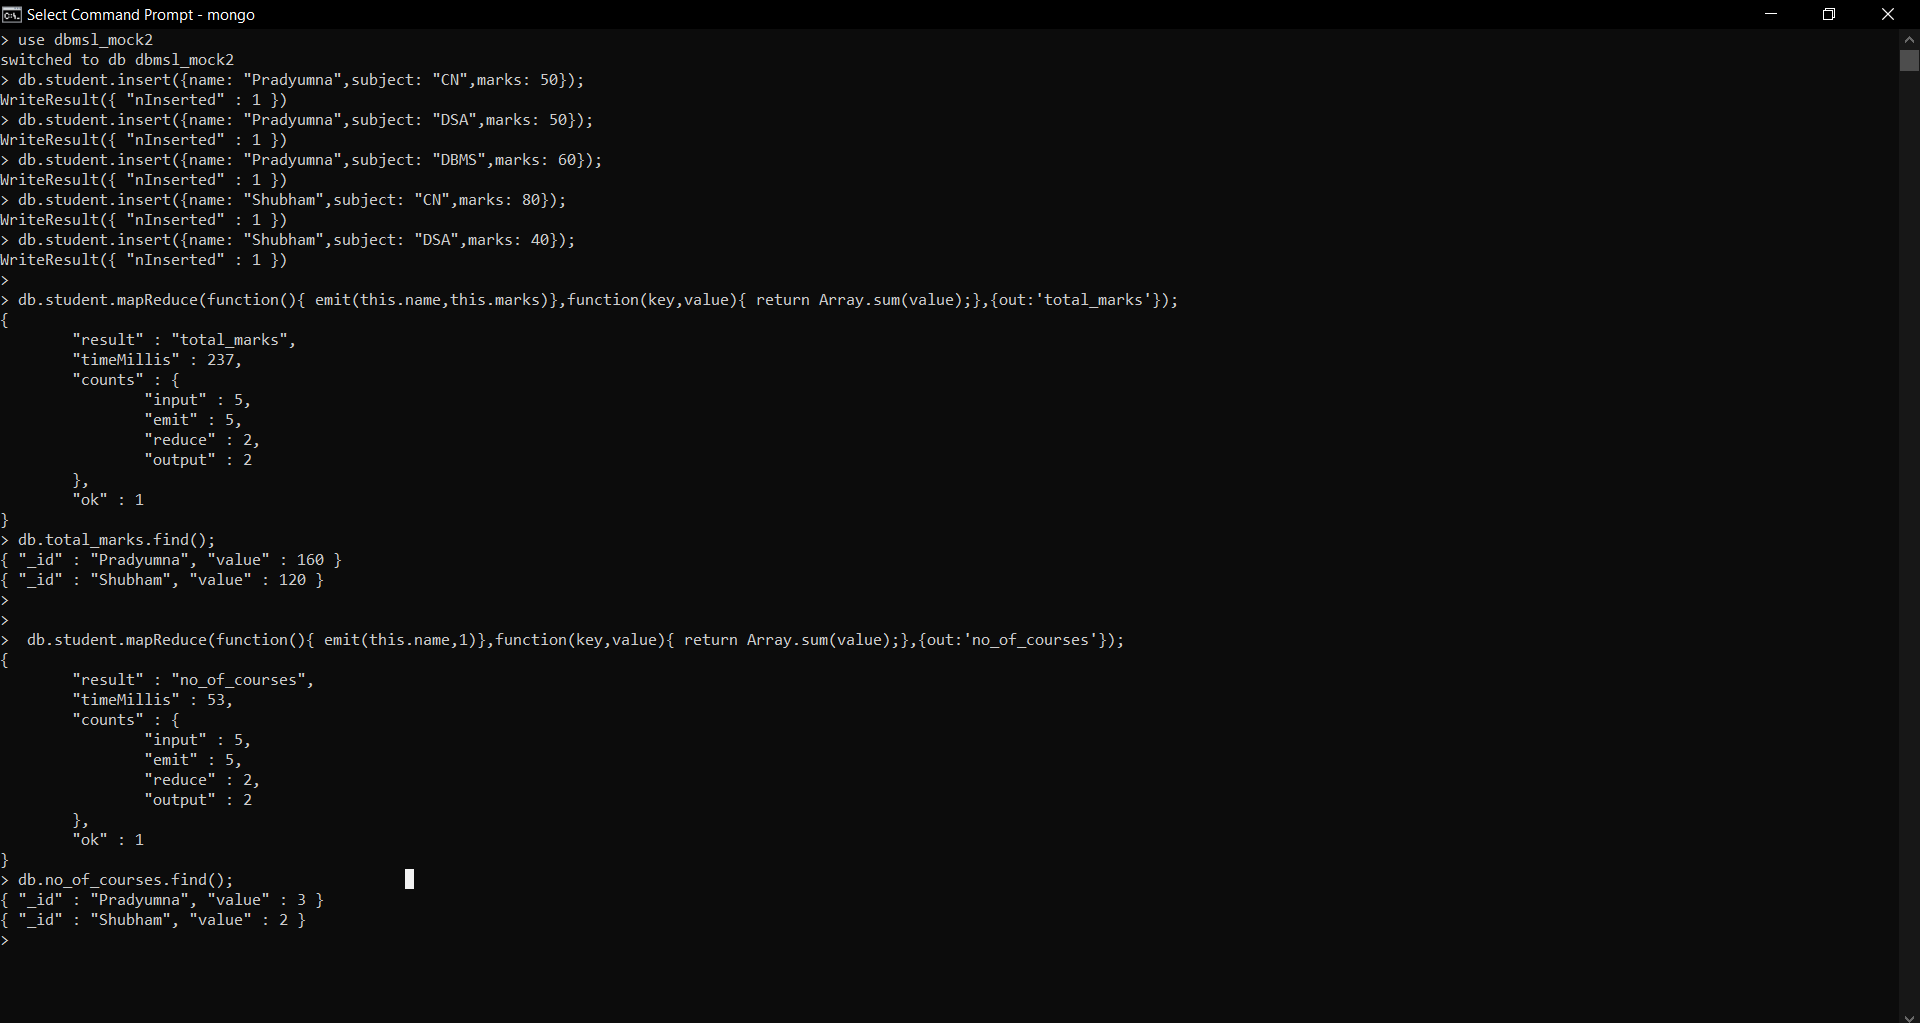 Select Command Prompt - mongo
> use dbmsl_mock2
switched to db dbmsl_mock2
> db.student.insert({name: "Pradyumna",subject: "CN",marks: 50});
WriteResult({ "nInserted" : 1 })
> db.student.insert({name: "Pradyumna",subject: "DSA",marks: 50});
WriteResult({ "nInserted" : 1 })
> db.student.insert({name: "Pradyumna",subject: "DBMS",marks: 60});
WriteResult({ "nInserted" : 1 })
> db.student.insert({name: "Shubham",subject: "CN",marks: 80});
WriteResult({ "nInserted" : 1 })
> db.student.insert({name: "Shubham",subject: "DSA",marks: 40});
WriteResult({ "nInserted" : 1 })
>
> db.student.mapReduce(function(){ emit(this.name,this.marks)},function(key,value){ return Array.sum(value);},{out:'total_marks'});
{
        "result" : "total_marks",
        "timeMillis" : 237,
        "counts" : {
                "input" : 5,
                "emit" : 5,
                "reduce" : 2,
                "output" : 2
        },
        "ok" : 1
}
> db.total_marks.find();
{ "_id" : "Pradyumna", "value" : 160 }
{ "_id" : "Shubham", "value" : 120 }
>
>
>  db.student.mapReduce(function(){ emit(this.name,1)},function(key,value){ return Array.sum(value);},{out:'no_of_courses'});
{
        "result" : "no_of_courses",
        "timeMillis" : 53,
        "counts" : {
                "input" : 5,
                "emit" : 5,
                "reduce" : 2,
                "output" : 2
        },
        "ok" : 1
}
> db.no_of_courses.find();
{ "_id" : "Pradyumna", "value" : 3 }
{ "_id" : "Shubham", "value" : 2 }
>